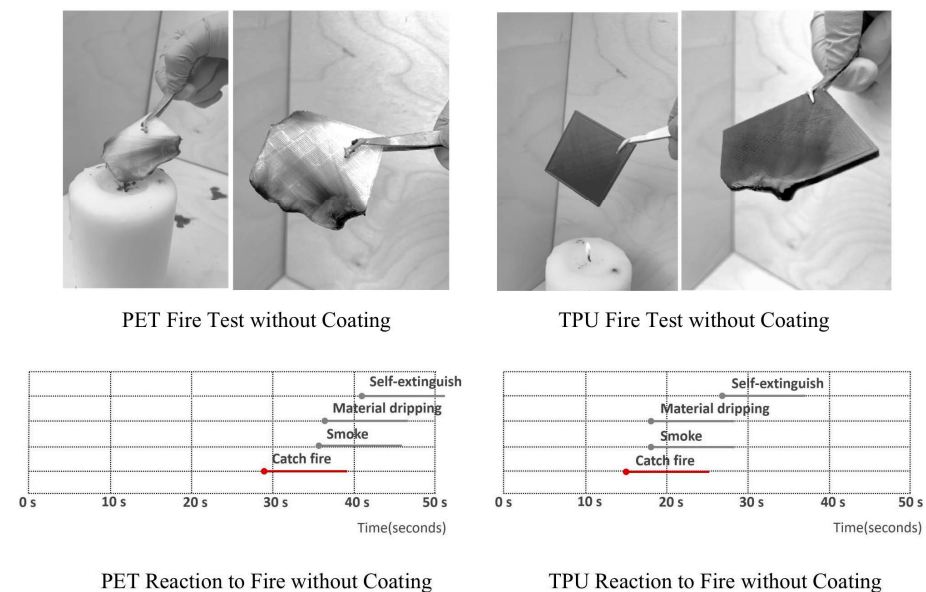 PET Fire Test without Coating
TPU Fire Test without Coating
Self-extinguish
Material dripping
Smoke
Catch fire
0 s 10 s 20 s 30 s 40 s 50 s
Time(seconds)
Self-extinguish
Material dripping
Smoke
Catch fire
0 s 10 s 20 s 30 s 40 s 50 s
Time(seconds)
PET Reaction to Fire without Coating
TPU Reaction to Fire without Coating